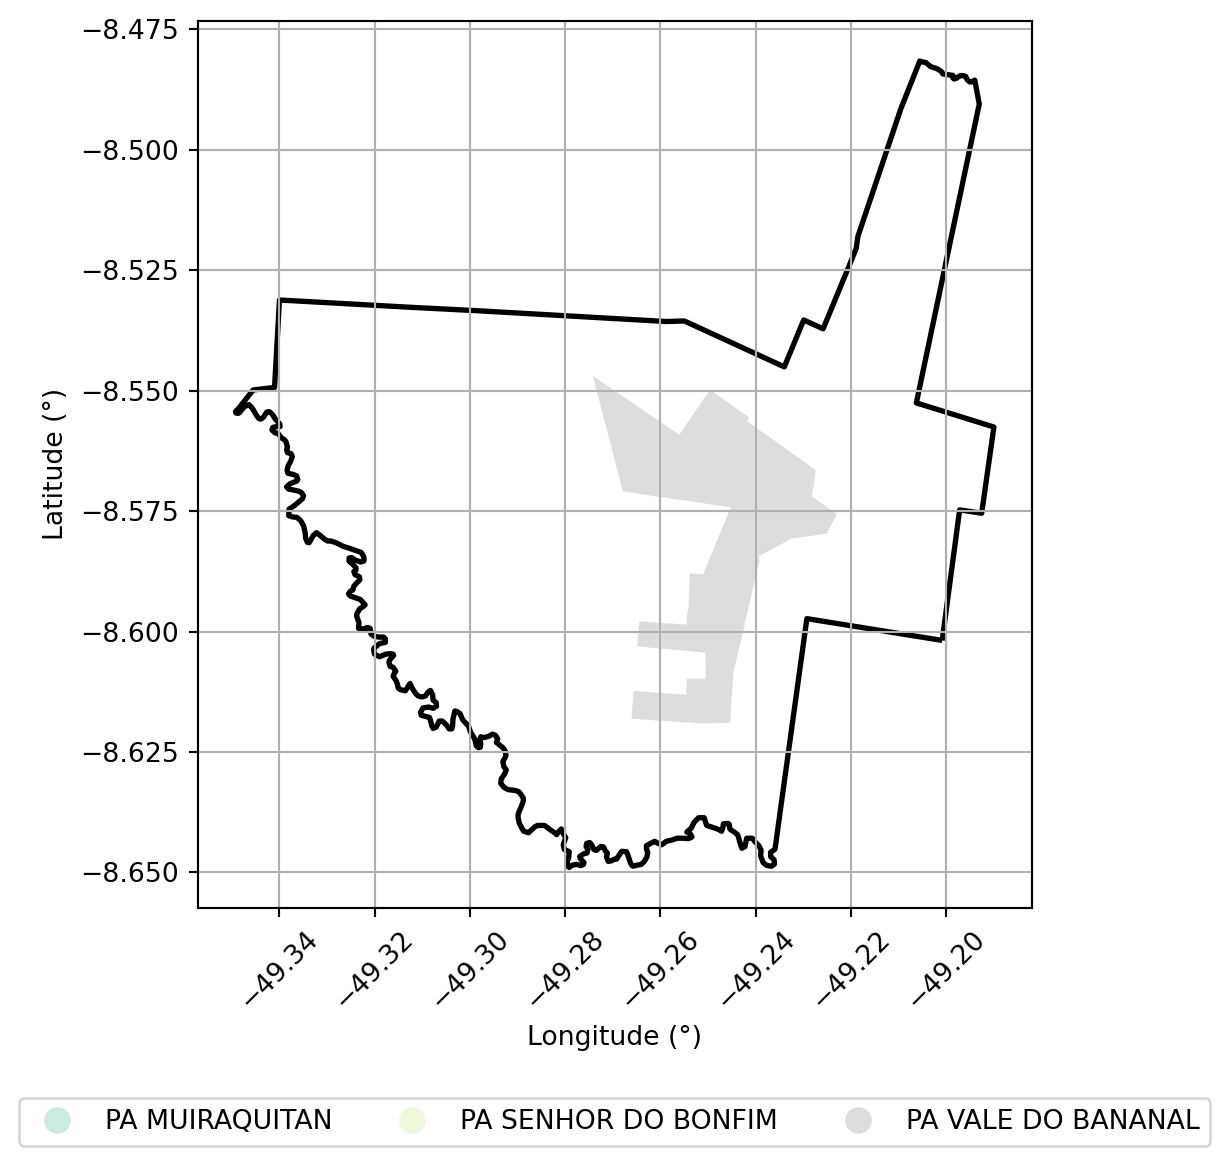 −8.475
−8.500
−8.525
−8.550
−8.575
−8.600
−8.625
−8.650
Latitude (°)
−49.34 −49.32 −49.30 −49.28 −49.26 −49.24 −49.22 −49.20
Longitude (°)
PA MUIRAQUITAN PA SENHOR DO BONFIM PA VALE DO BANANAL